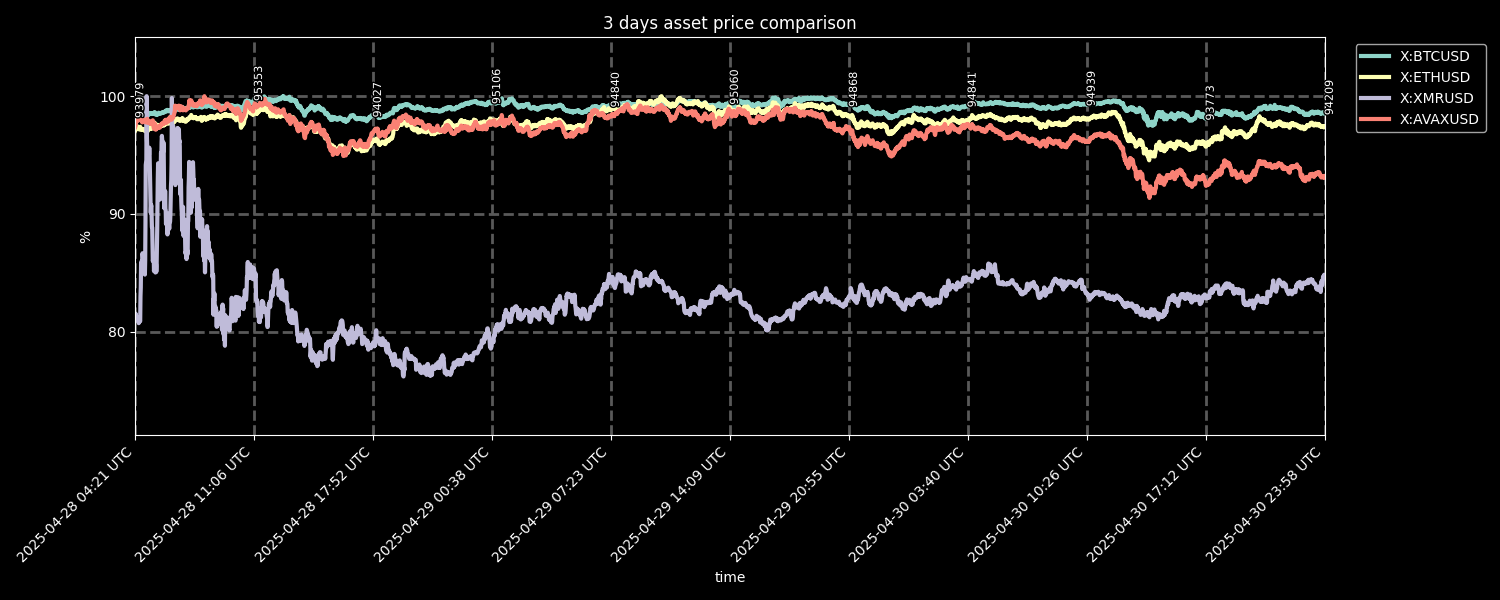 3 days asset price comparison
X:BTCUSD
X:ETHUSD
X:XMRUSD
X:AVAXUSD
100
90
80
%
93979
95353
94027
95106
94840
95060
94868
94841
94939
93773
94209
2025-04-28 04:21 UTC
2025-04-28 11:06 UTC
2025-04-28 17:52 UTC
2025-04-29 00:38 UTC
2025-04-29 07:23 UTC
2025-04-29 14:09 UTC
2025-04-29 20:55 UTC
2025-04-30 03:40 UTC
2025-04-30 10:26 UTC
2025-04-30 17:12 UTC
2025-04-30 23:58 UTC
time